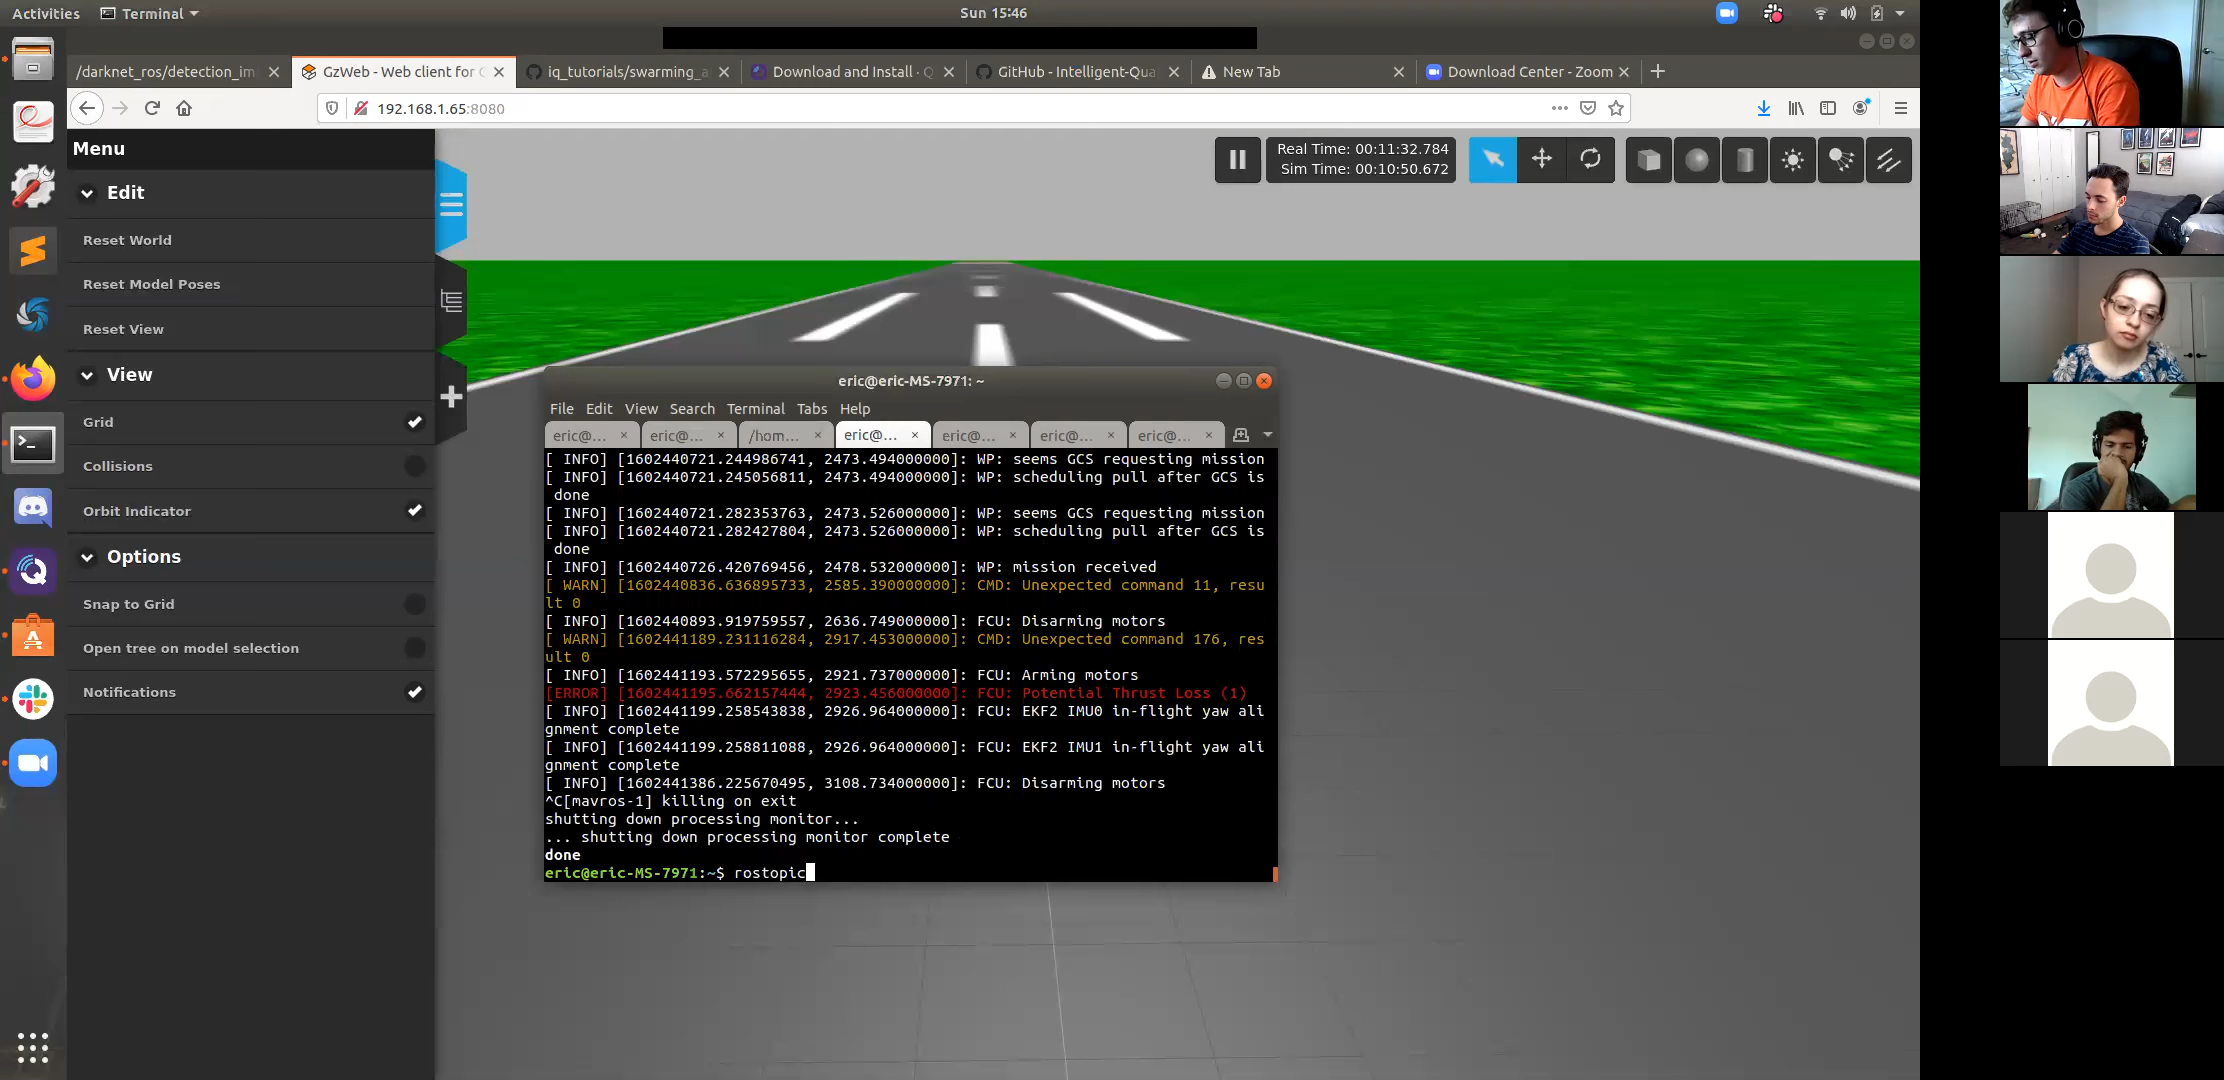 Activities
Terminal
Sun 15:46
/darknet_ros/detection_im
GzWeb - Web client for G
iq_tutorials/swarming_a
Download and Install · Q
GitHub - Intelligent-Qua
New Tab
Download Center - Zoom
192.168.1.65:8080
Menu
Edit
Reset World
Reset Model Poses
Reset View
View
Grid
Collisions
Orbit Indicator
Options
Snap to Grid
Open tree on model selection
Notifications
Real Time: 00:11:32.784
Sim Time: 00:10:50.672
eric@eric-MS-7971: ~
File Edit View Search Terminal Tabs Help
eric@...
eric@...
/hom...
eric@...
eric@...
eric@...
eric@...
[ INFO] [1602440721.244986741, 2473.494000000]: WP: seems GCS requesting mission
[ INFO] [1602440721.245056811, 2473.494000000]: WP: scheduling pull after GCS is
done
[ INFO] [1602440721.282353763, 2473.526000000]: WP: seems GCS requesting mission
[ INFO] [1602440721.282427804, 2473.526000000]: WP: scheduling pull after GCS is
done
[ INFO] [1602440726.420769456, 2478.532000000]: WP: mission received
[ WARN] [1602440836.636895733, 2585.390000000]: CMD: Unexpected command 11, resu
lt 0
[ INFO] [1602440893.919759557, 2636.749000000]: FCU: Disarming motors
[ WARN] [1602441189.231116284, 2917.453000000]: CMD: Unexpected command 176, res
ult 0
[ INFO] [1602441193.572295655, 2921.737000000]: FCU: Arming motors
[ERROR] [1602441195.662157444, 2923.456000000]: FCU: Potential Thrust Loss (1)
[ INFO] [1602441199.258543838, 2926.964000000]: FCU: EKF2 IMU0 in-flight yaw ali
gnment complete
[ INFO] [1602441199.258811088, 2926.964000000]: FCU: EKF2 IMU1 in-flight yaw ali
gnment complete
[ INFO] [1602441386.225670495, 3108.734000000]: FCU: Disarming motors
^C[mavros-1] killing on exit
shutting down processing monitor...
... shutting down processing monitor complete
done
eric@eric-MS-7971:~$ rostopic